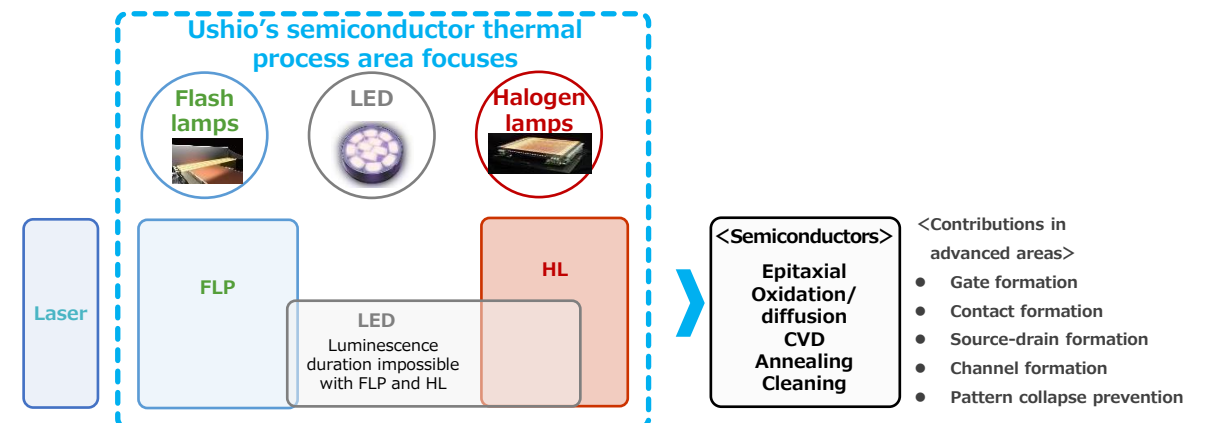 Ushio's semiconductor thermal
process area focuses
Flash
lamps
LED
Halogen
lamps
Laser
FLP
HL
LED
Luminescence
duration impossible
with FLP and HL
<Semiconductors>
Epitaxial
Oxidation/
diffusion
CVD
Annealing
Cleaning
<Contributions in
advanced areas>
● Gate formation
● Contact formation
● Source-drain formation
● Channel formation
● Pattern collapse prevention